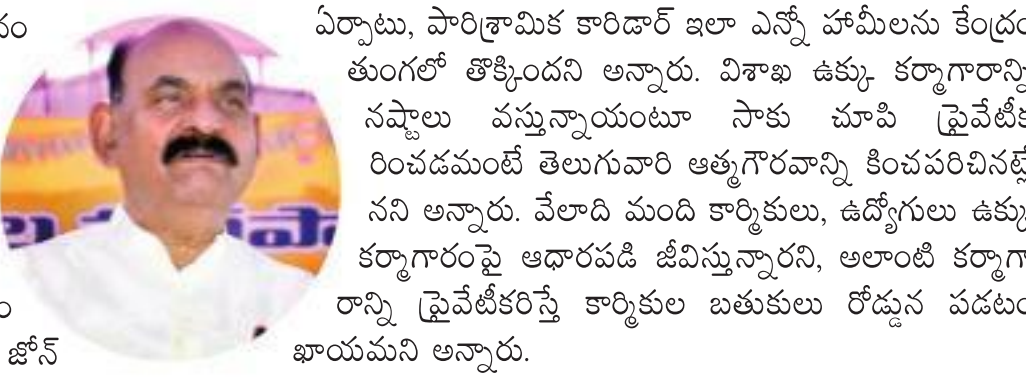 ఏర్పాటు, పారిశ్రామిక కారిడార్ ఇలా ఎన్నో హామీలను కేంద్రం
తుంగలో తొక్కిందని అన్నారు. విశాఖ ఉక్కు కర్మాగారాన్ని
నష్టాలు వస్తున్నాయంటూ సాకు చూపి ప్రైవేటీక
రించడమంటే తెలుగువారి ఆత్మగౌరవాన్ని కించపరిచినట్లే
నని అన్నారు. వేలాది మంది కార్మికులు, ఉద్యోగులు ఉక్కు
కర్మాగారంపై ఆధారపడి జీవిస్తున్నారని, అలాంటి కర్మాగా
రాన్ని ప్రైవేటీకరిస్తే కార్మికుల బతుకులు రోడ్డున పడటం
జోన్ ఖాయమని అన్నారు.